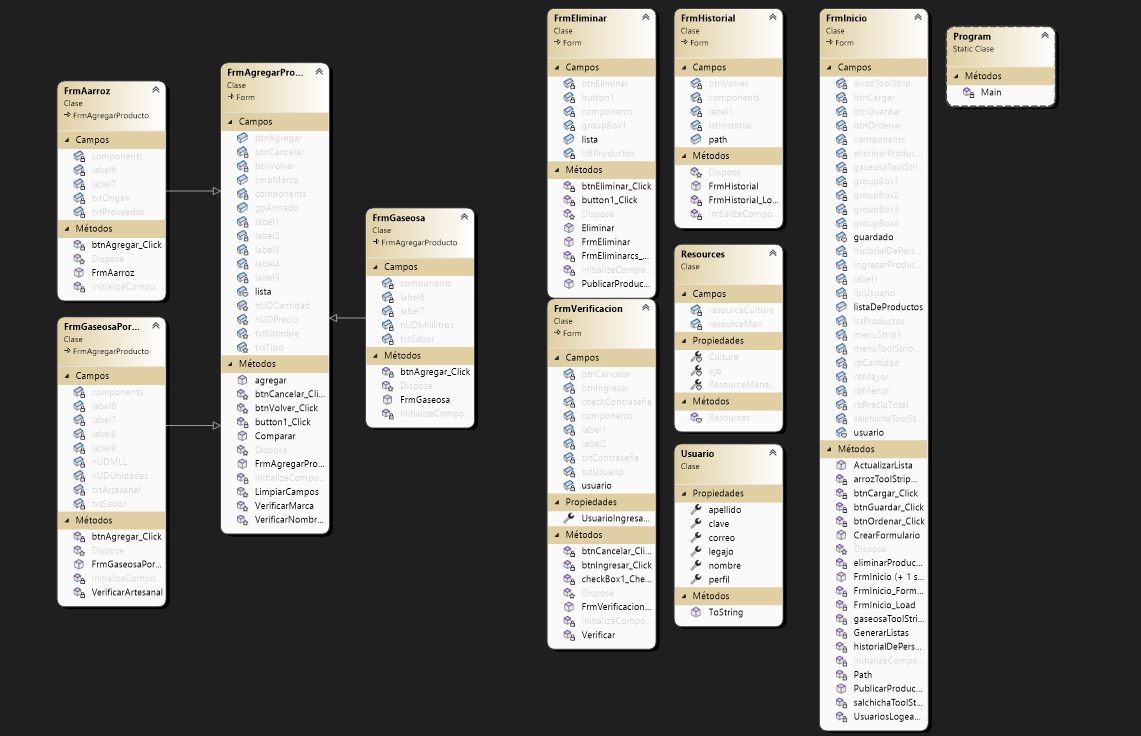 FrmAarroz
Clase
FrmAgregarProducto
Campos
components
label6
label7
txtOrigen
txtProveedor
Métodos
btnAgregar_Click
Dispose
FrmAarroz
InitializeCompo...
FrmGaseosaPor...
Clase
FrmAgregarProducto
Campos
components
label6
label7
label8
label9
nUDMLL
nUDUnidades
txtArtesanal
txtSabor
Métodos
btnAgregar_Click
Dispose
FrmGaseosaPor...
InitializeCompo...
VerificarArtesanal
FrmAgregarPro...
Clase
Form
Campos
btnAgregar
btnCancelar
btnVolver
cmbMarca
components
gpArmado
label1
label2
label3
label4
label5
lista
nUDCantidad
nUDPrecio
txtNombre
txtTipo
Métodos
agregar
btnCancelar_Cli...
btnVolver_Click
button1_Click
Comparar
Dispose
FrmAgregarPro...
InitializeCompo...
LimpiarCampos
VerificarMarca
VerificarNombr...
FrmGaseosa
Clase
FrmAgregarProducto
Campos
components
label6
label7
nUDMililitros
txtSabor
Métodos
btnAgregar_Click
Dispose
FrmGaseosa
InitializeCompo...
FrmEliminar
Clase
Form
Campos
btnEliminar
button1
components
groupBox1
lista
lsBProductos
Métodos
btnEliminar_Click
button1_Click
Dispose
Eliminar
FrmEliminar
FrmEliminarcs_...
InitializeCompo...
PublicarProduc...
FrmVerificacion
Clase
Form
Campos
btnCancelar
btnIngresar
checkContraseña
components
label1
label2
txtContraseña
txtUsuario
usuario
Propiedades
UsuarioIngresa...
Métodos
btnCancelar_Cli...
btnIngresar_Click
checkBox1_Che...
Dispose
FrmVerificacion...
InitializeCompo...
Verificar
FrmHistorial
Clase
Form
Campos
btnVolver
components
label1
lstHistorial
path
Métodos
Dispose
FrmHistorial
FrmHistorial_Lo...
InitializeCompo...
Resources
Clase
Campos
resourceCulture
resourceMan
Propiedades
Culture
ojo
ResourceMana...
Métodos
Resources
Usuario
Clase
Propiedades
apellido
clave
correo
legajo
nombre
perfil
Métodos
ToString
FrmInicio
Clase
Form
Campos
arrozToolStrip...
btnCargar
btnGuardar
btnOrdenar
components
eliminarProduc...
gaseosaToolStri...
groupBox1
groupBox2
groupBox3
groupBox4
guardado
historialDePers...
ingresarProduc...
label1
lblUsuario
listaDeProductos
lstProductos
menuStrip1
menuToolStrip...
rbCantidad
rbMayor
rbMenor
rbPrecioTotal
salchichaToolSt...
usuario
Métodos
ActualizarLista
arrozToolStrip...
btnCargar_Click
btnGuardar_Click
btnOrdenar_Click
CrearFormulario
Dispose
eliminarProduc...
FrmInicio (+ 1 s...
FrmInicio_Form...
FrmInicio_Load
gaseosaToolStri...
GenerarListas
historialDePers...
InitializeCompo...
Path
PublicarProduc...
salchichaToolSt...
UsuariosLogea...
Program
Static Clase
Métodos
Main